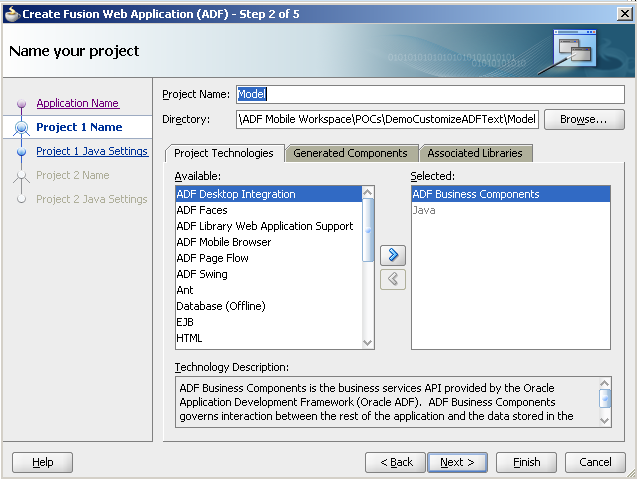 Create Fusion Web Application (ADF) - Step 2 of 5
Name your project
0101010101010101010101010101
0101010101010
Application Name
Project 1 Name
Project 1 Java Settings
Project 2 Name
Project 2 Java Settings
Project Name: Model
Directory: \ADF Mobile Workspace\POCs\DemoCustomizeADFText\Model Browse...
Project Technologies Generated Components Associated Libraries
Available: Selected:
ADF Desktop Integration
ADF Faces
ADF Library Web Application Support
ADF Mobile Browser
ADF Page Flow
ADF Swing
Ant
Database (Offline)
EJB
HTML
ADF Business Components
Java
Technology Description:
ADF Business Components is the business services API provided by the Oracle
Application Development Framework (Oracle ADF). ADF Business Components
governs interaction between the rest of the application and the data stored in the
Help < Back Next > Finish Cancel